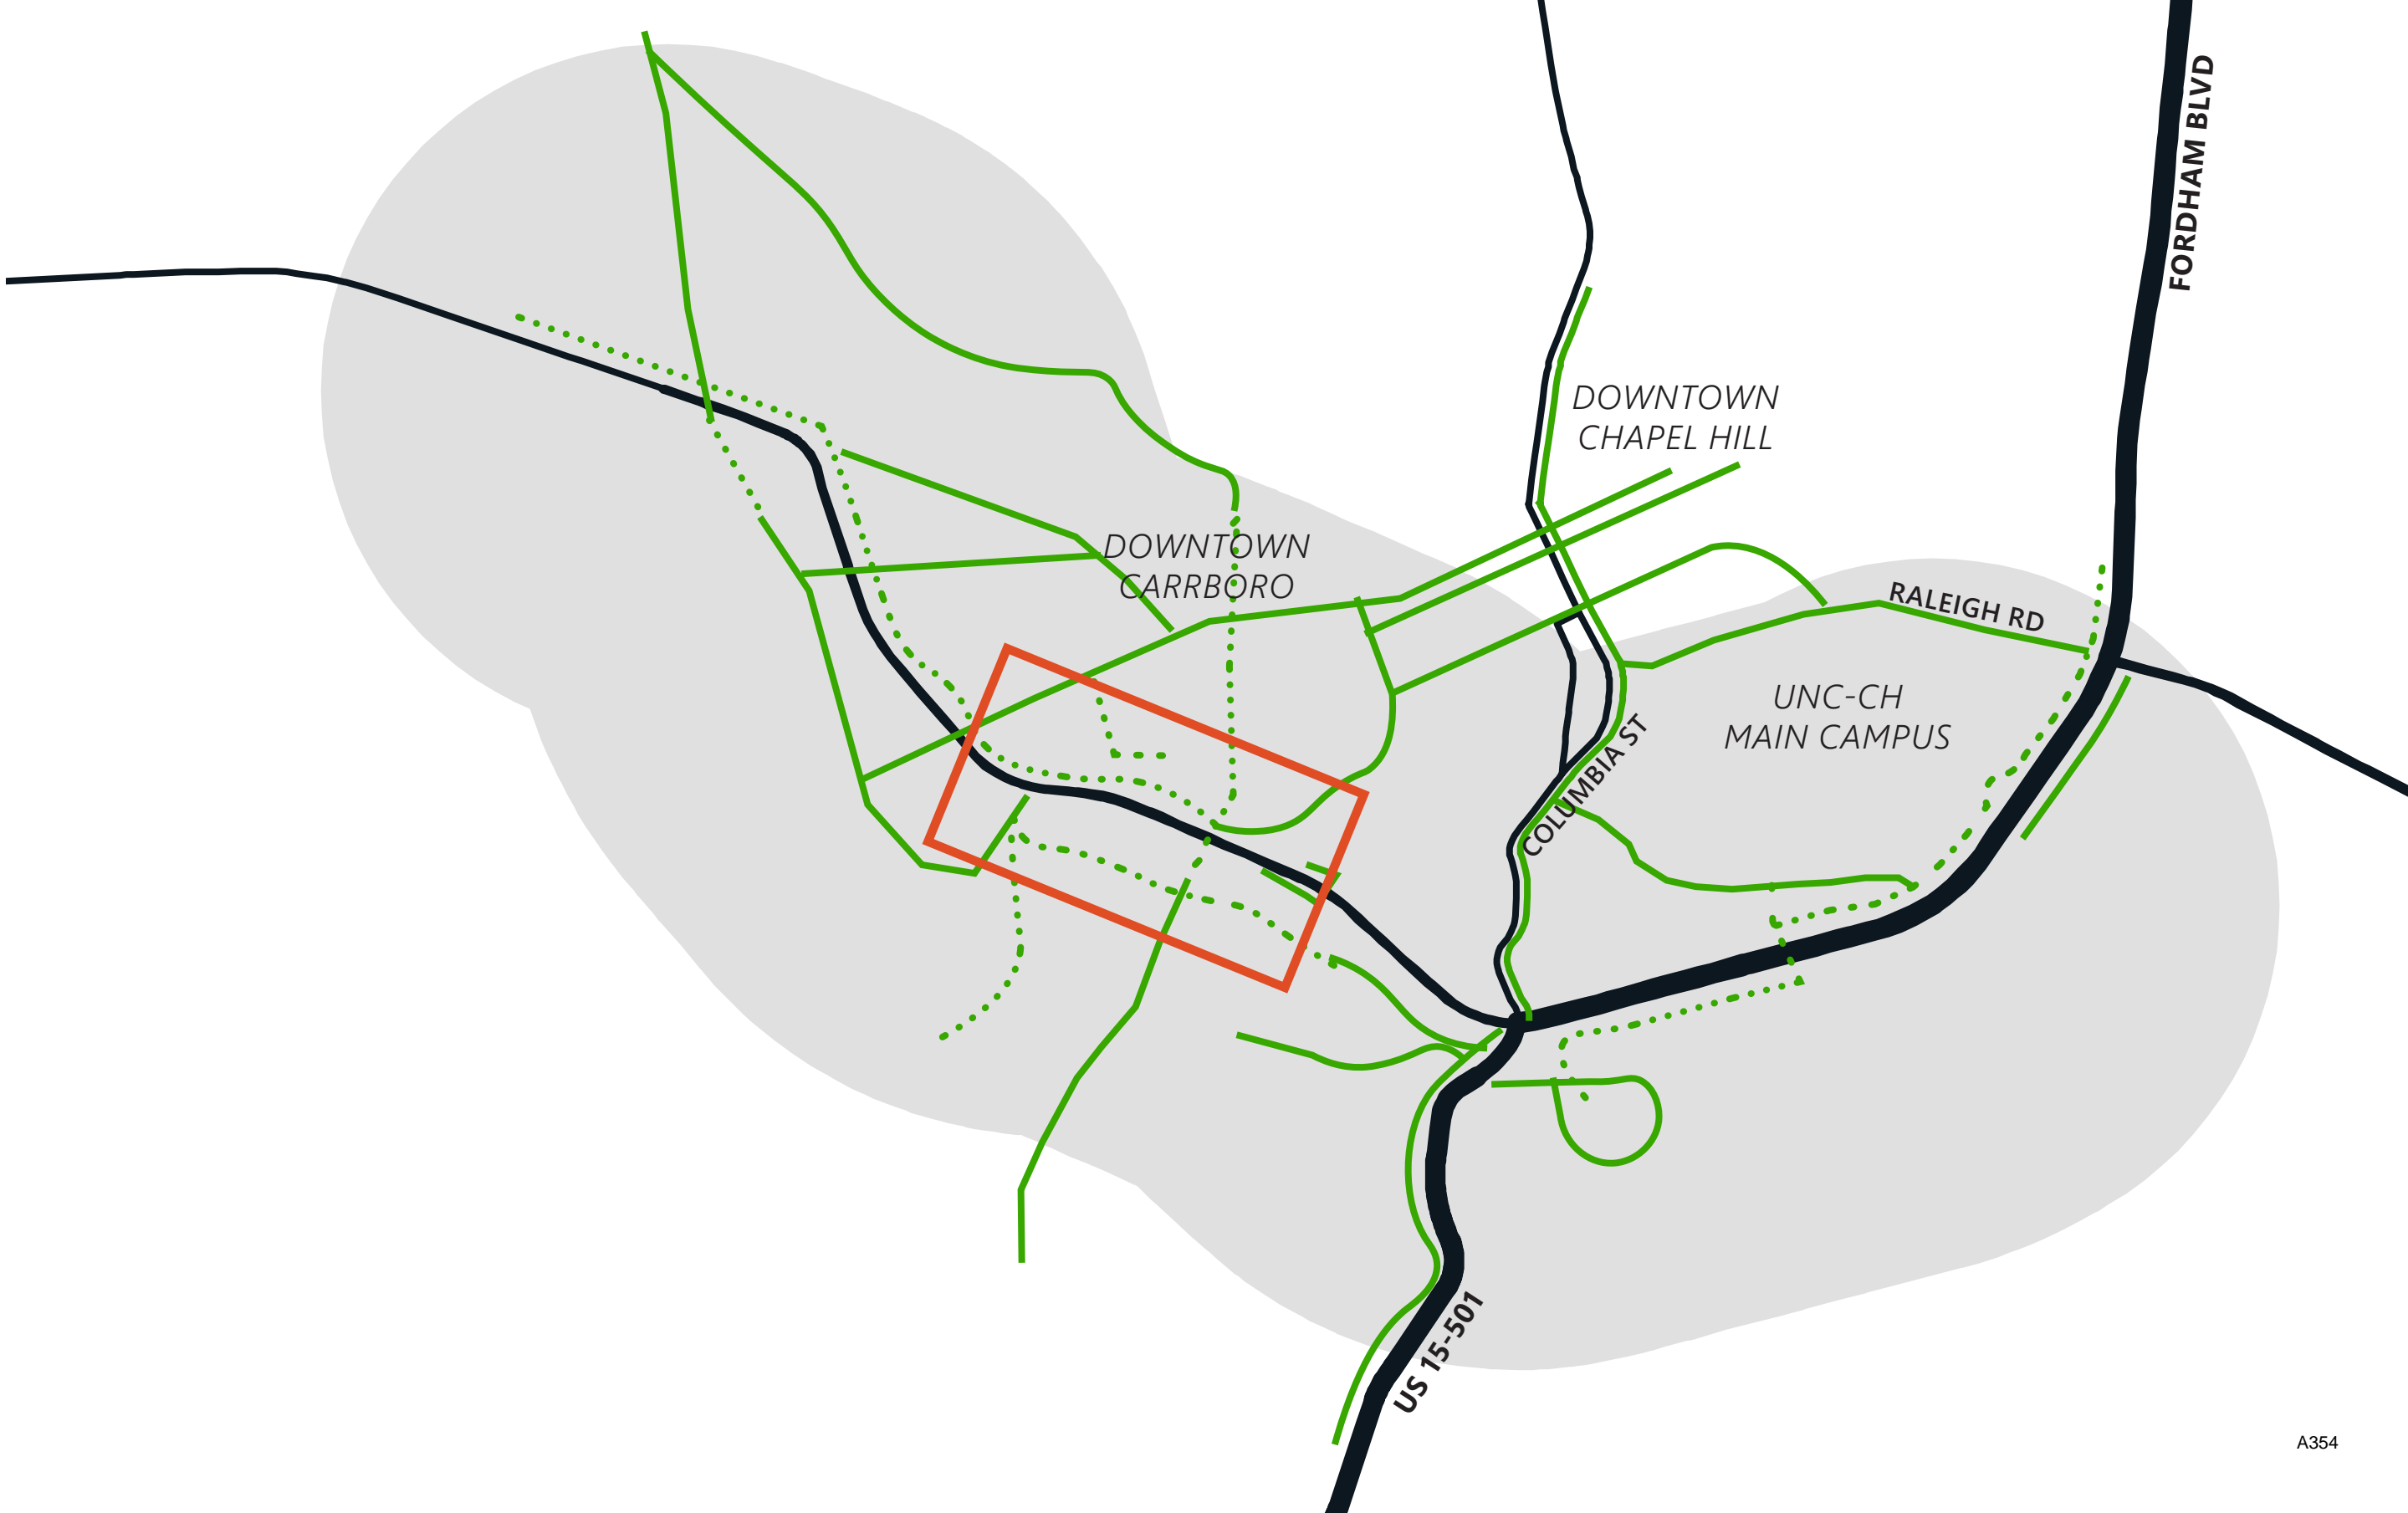 FORDHAM BLVD
DOWNTOWN
CHAPEL HILL
DOWNTOWN
CARRBORO
RALEIGH RD
UNC-CH
MAIN CAMPUS
COLUMBIA ST
US 15-501
A354